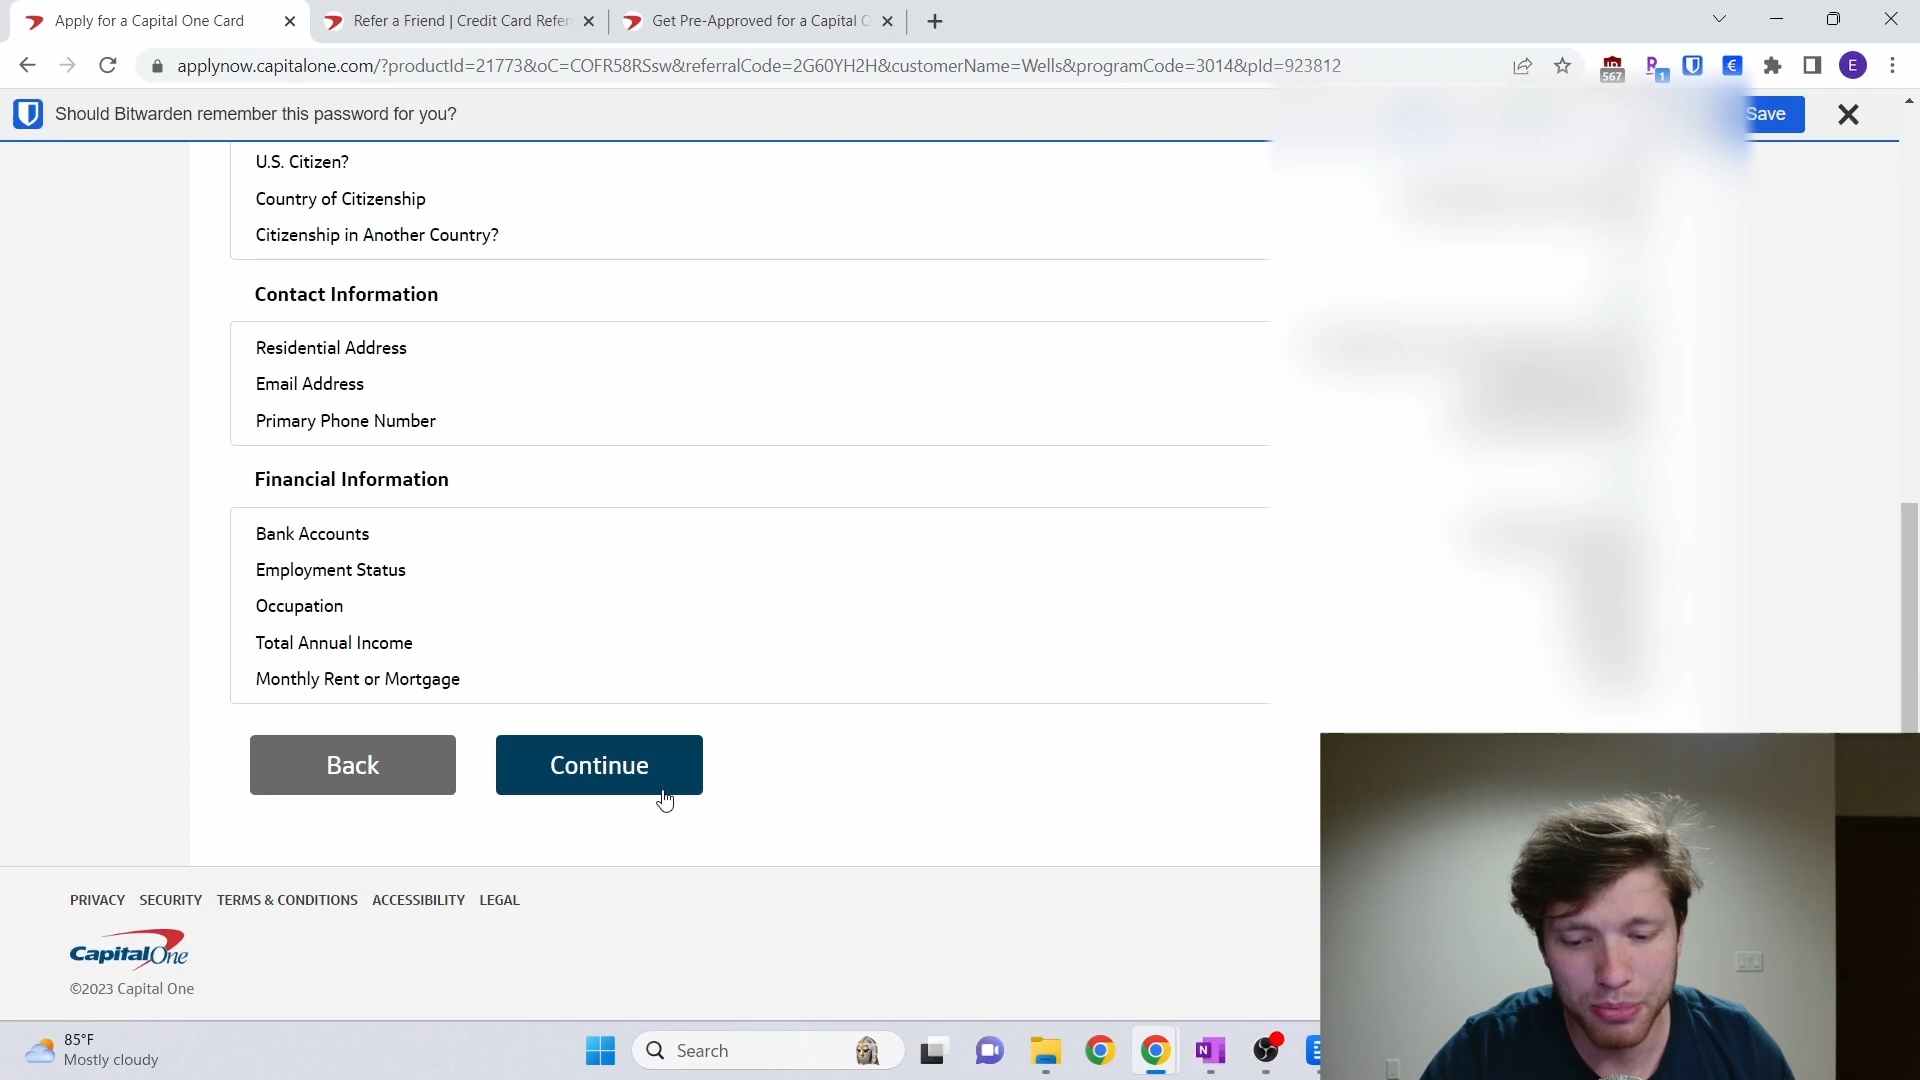 Apply for a Capital One Card
Refer a Friend | Credit Card Refer
Get Pre-Approved for a Capital O
applynow.capitalone.com/?productId=21773&oC=COFR58RSsw&referralCode=2G60YH2H&customerName=Wells&programCode=3014&pId=923812
567
1
E
Should Bitwarden remember this password for you?
Save
U.S. Citizen?
Country of Citizenship
Citizenship in Another Country?
Contact Information
Residential Address
Email Address
Primary Phone Number
Financial Information
Bank Accounts
Employment Status
Occupation
Total Annual Income
Monthly Rent or Mortgage
Back
Continue
PRIVACY SECURITY TERMS & CONDITIONS ACCESSIBILITY LEGAL
Capital One
©2023 Capital One
85°F
Mostly cloudy
Search